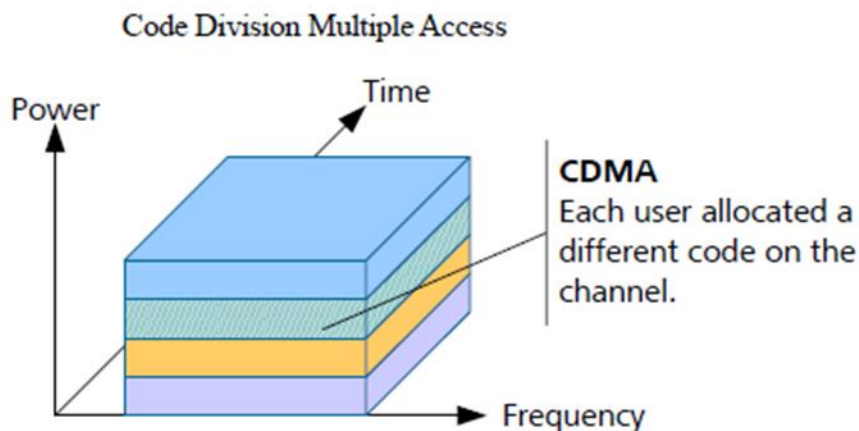 Code Division Multiple Access
Time
Power
CDMA
Each user allocated a
different code on the
channel.
Frequency